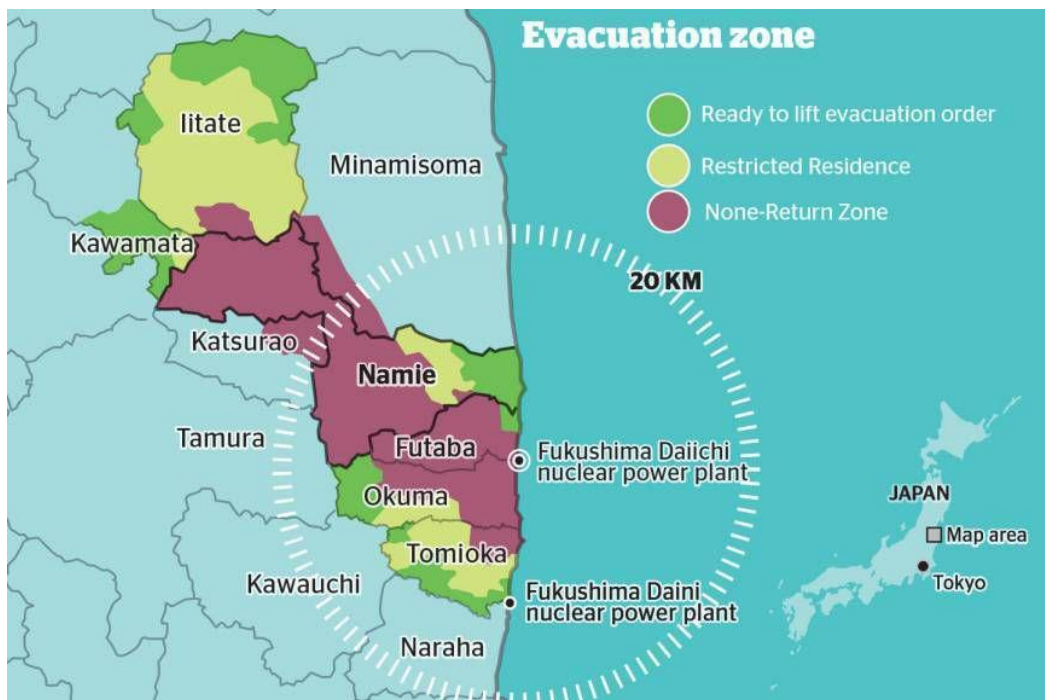 Evacuation zone
Ready to lift evacuation order
Restricted Residence
None-Return Zone
Iitate
Minamisoma
Kawamata
20 KM
Katsurao
Namie
Tamura
Futaba
Fukushima Daiichi
nuclear power plant
Okuma
Tomioka
Kawauchi
Fukushima Daini
nuclear power plant
Naraha
JAPAN
Map area
Tokyo